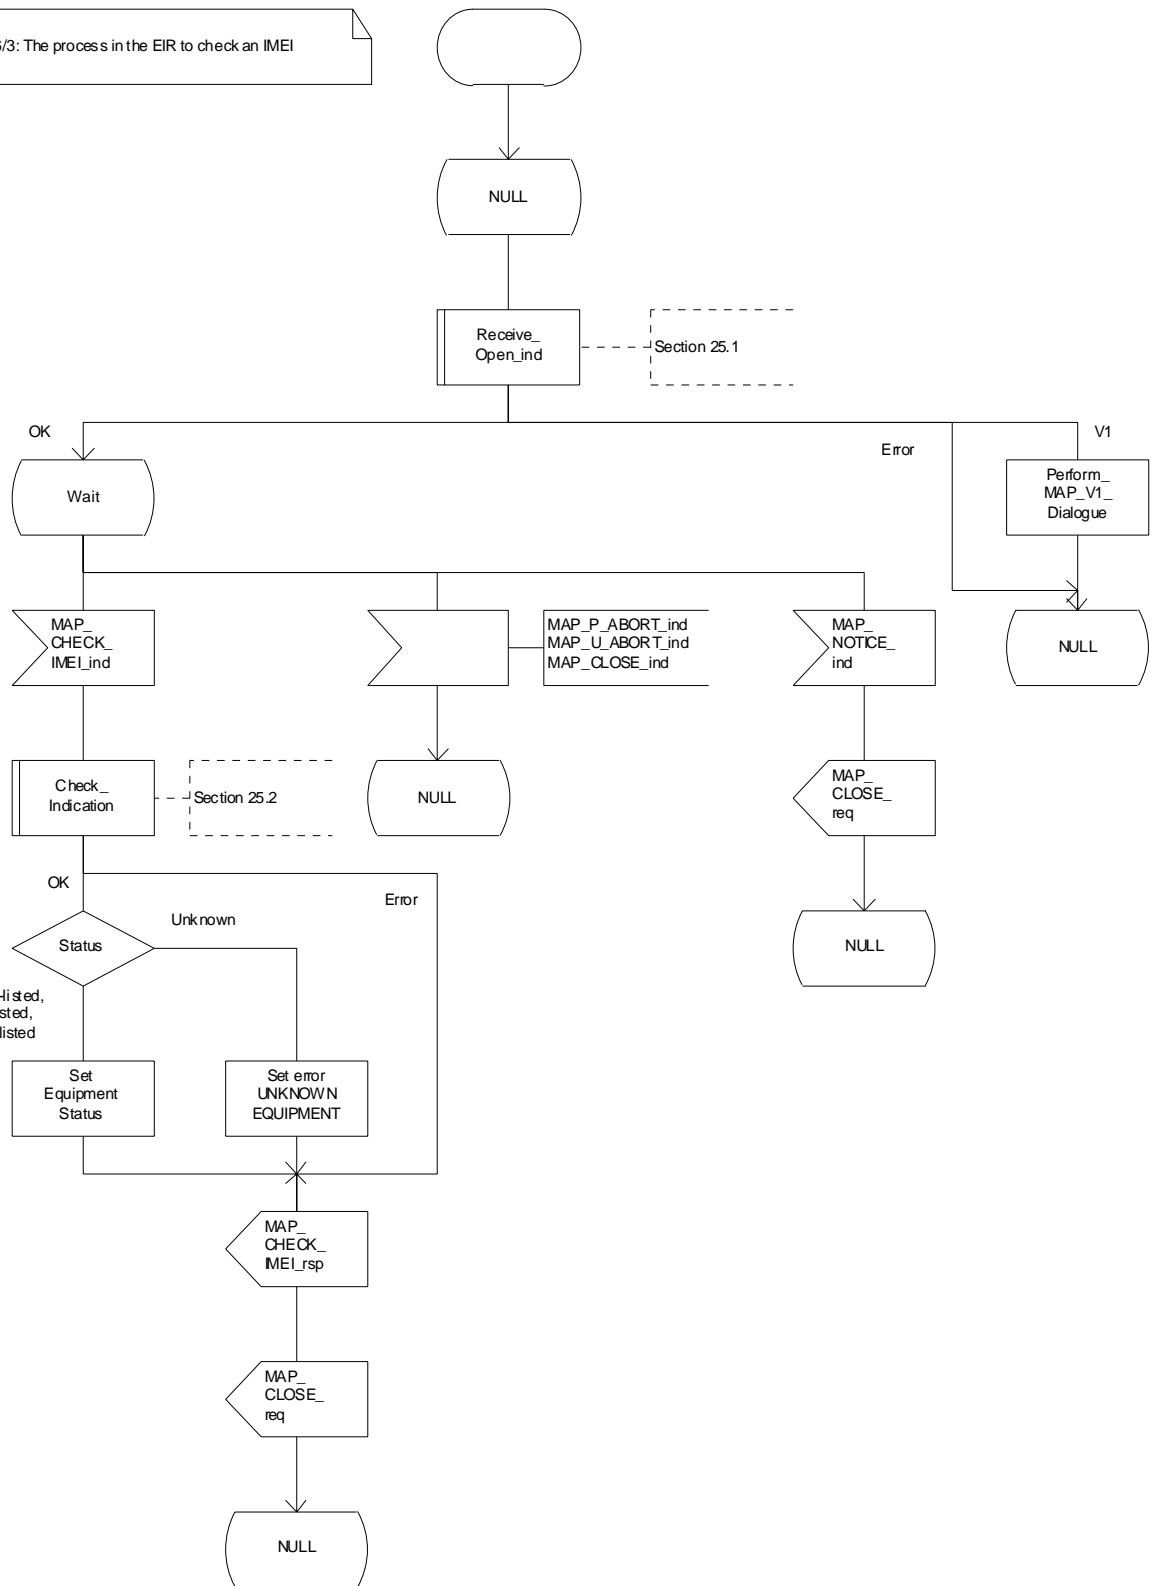 6/3: The process in the EIR to check an IMEI
NULL
Receive_
Open_ind
Section 25.1
OK
Error
V1
Wait
Perform_
MAP_V1_
Dialogue
MAP_
CHECK_
IMEI_ind
MAP_P_ABORT_ind
MAP_U_ABORT_ind
MAP_CLOSE_ind
MAP_
NOTICE_
ind
NULL
Check_
Indication
Section 25.2
NULL
MAP_
CLOSE_
req
OK
Error
Unknown
Status
NULL
-listed,
sted,
listed
Set
Equipment
Status
Set error
UNKNOWN
EQUIPMENT
MAP_
CHECK_
IMEI_rsp
MAP_
CLOSE_
req
NULL